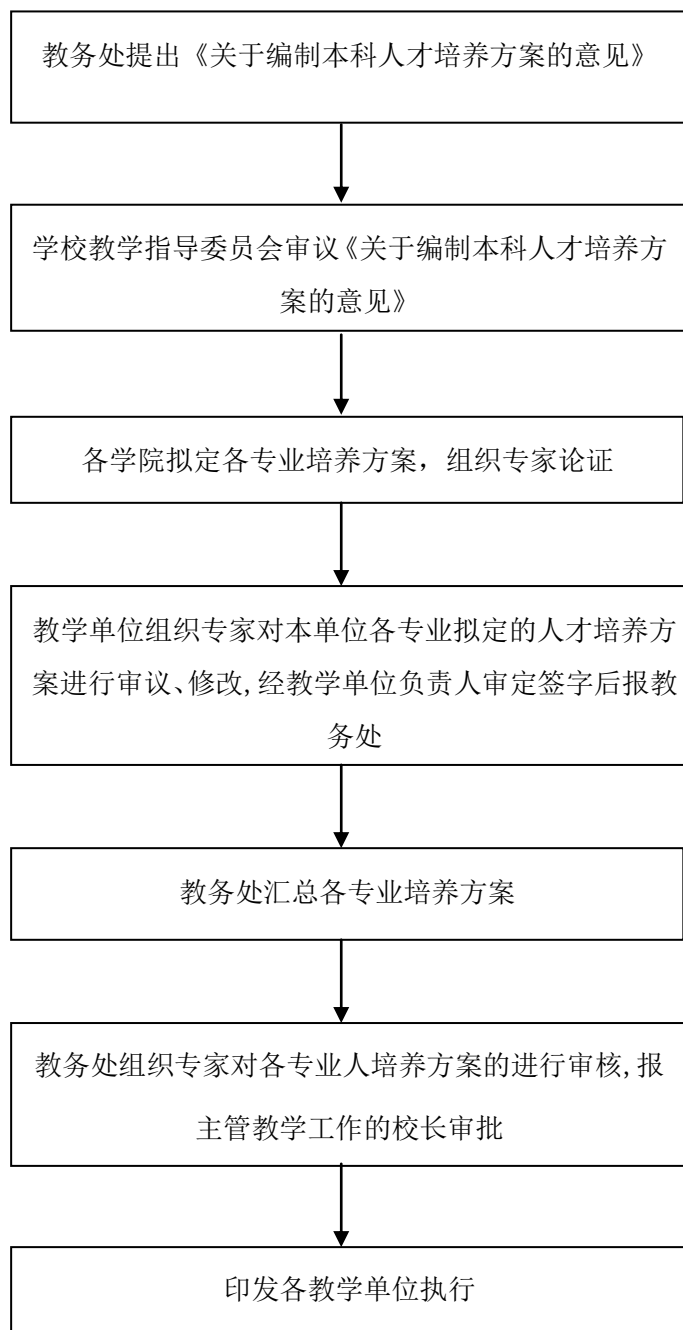 教务处提出《关于编制本科人才培养方案的意见》
学校教学指导委员会审议《关于编制本科人才培养方
案的意见》
各学院拟定各专业培养方案，组织专家论证
教学单位组织专家对本单位各专业拟定的人才培养方
案进行审议、修改,经教学单位负责人审定签字后报教
务处
教务处汇总各专业培养方案
教务处组织专家对各专业人培养方案的进行审核,报
主管教学工作的校长审批
印发各教学单位执行